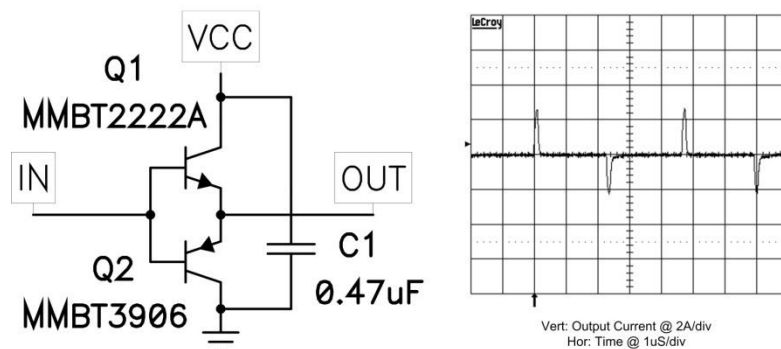 VCC
Q1
MMBT2222A
IN
OUT
Q2
C1
0.47uF
MMBT3906
LeCroy
Vert: Output Current @ 2A/div
Hor: Time @ 1uS/div